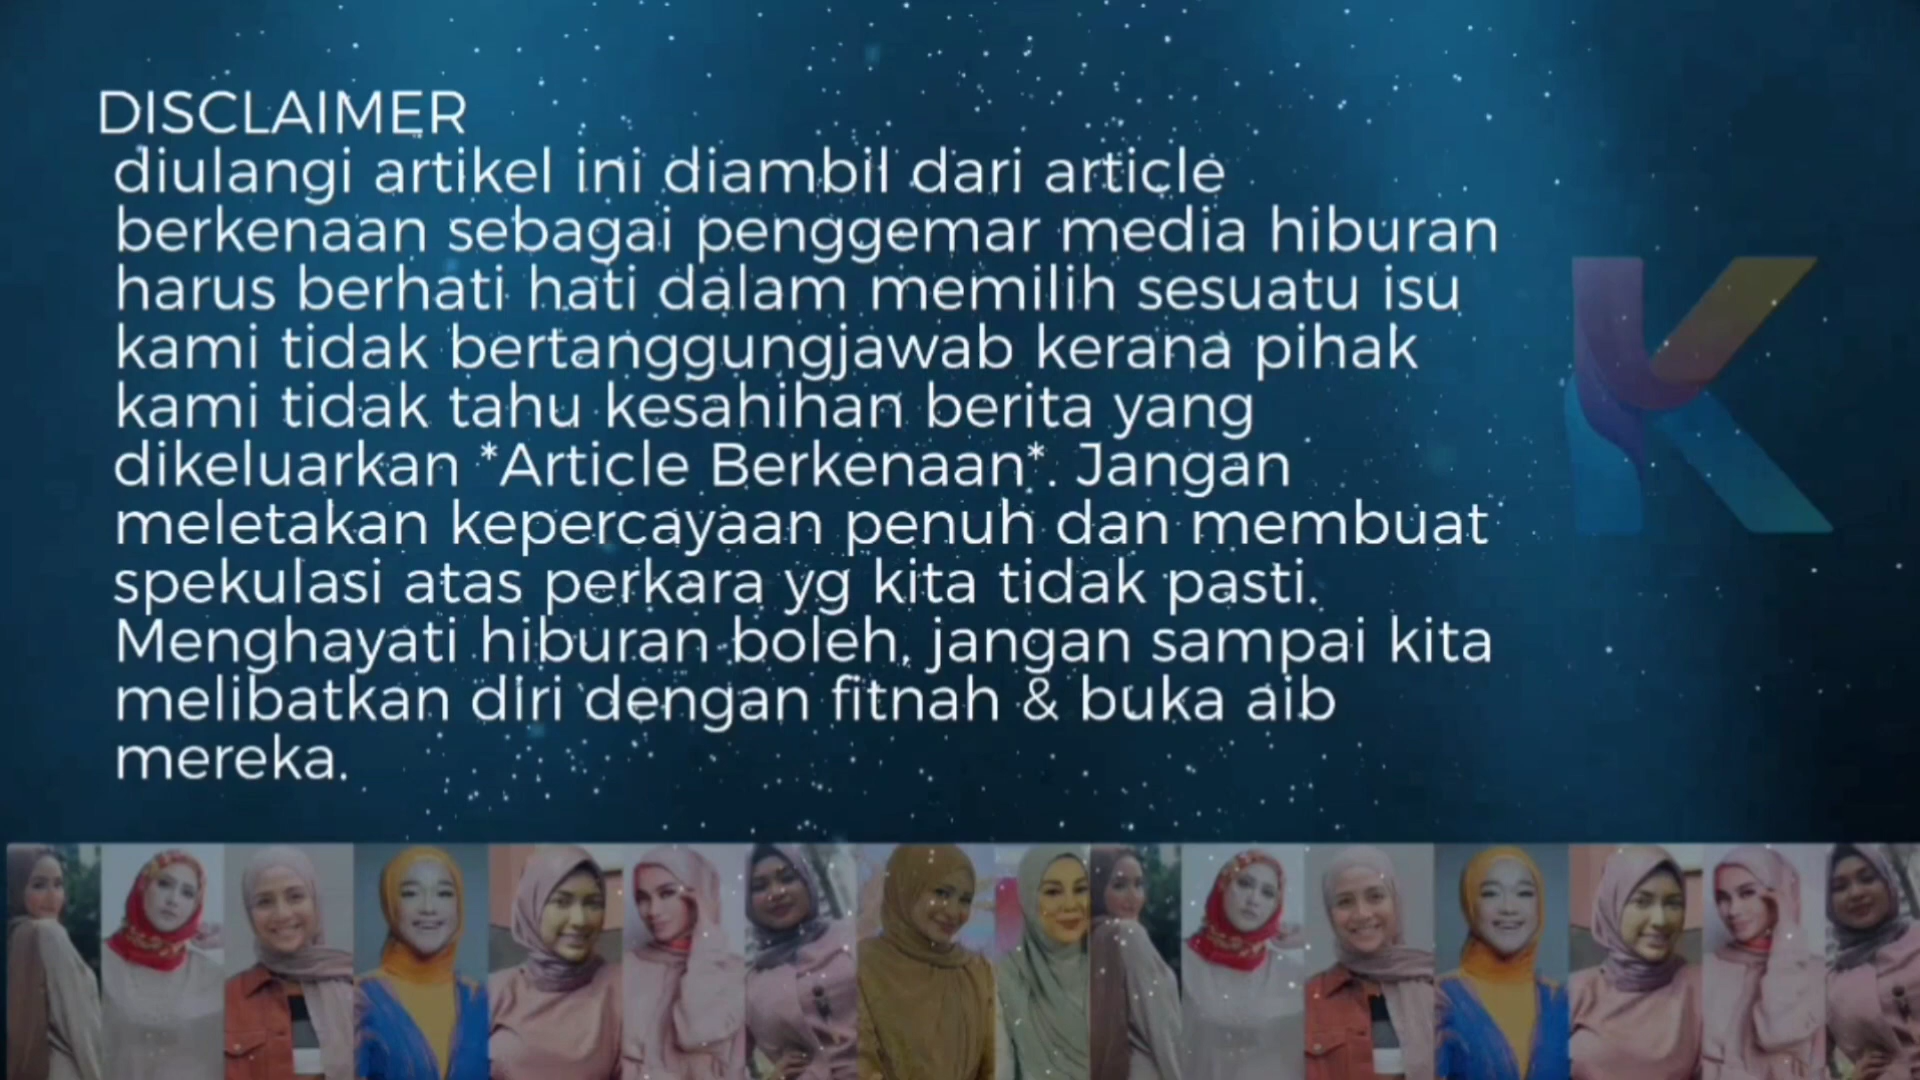 DISCLAIMER
diulangi artikel ini diambil dari article
berkenaan sebagai penggemar media hiburan
harus berhati hati dalam memilih sesuatu isu
kami tidak bertanggungjawab kerana pihak
kami tidak tahu kesahihan berita yang
dikeluarkan *Article Berkenaan*. Jangan
meletakan kepercayaan penuh dan membuat
spekulasi atas perkara yg kita tidak pasti.
Menghayati hiburan boleh, jangan sampai kita
melibatkan diri dengan fitnah & buka aib
mereka.
K